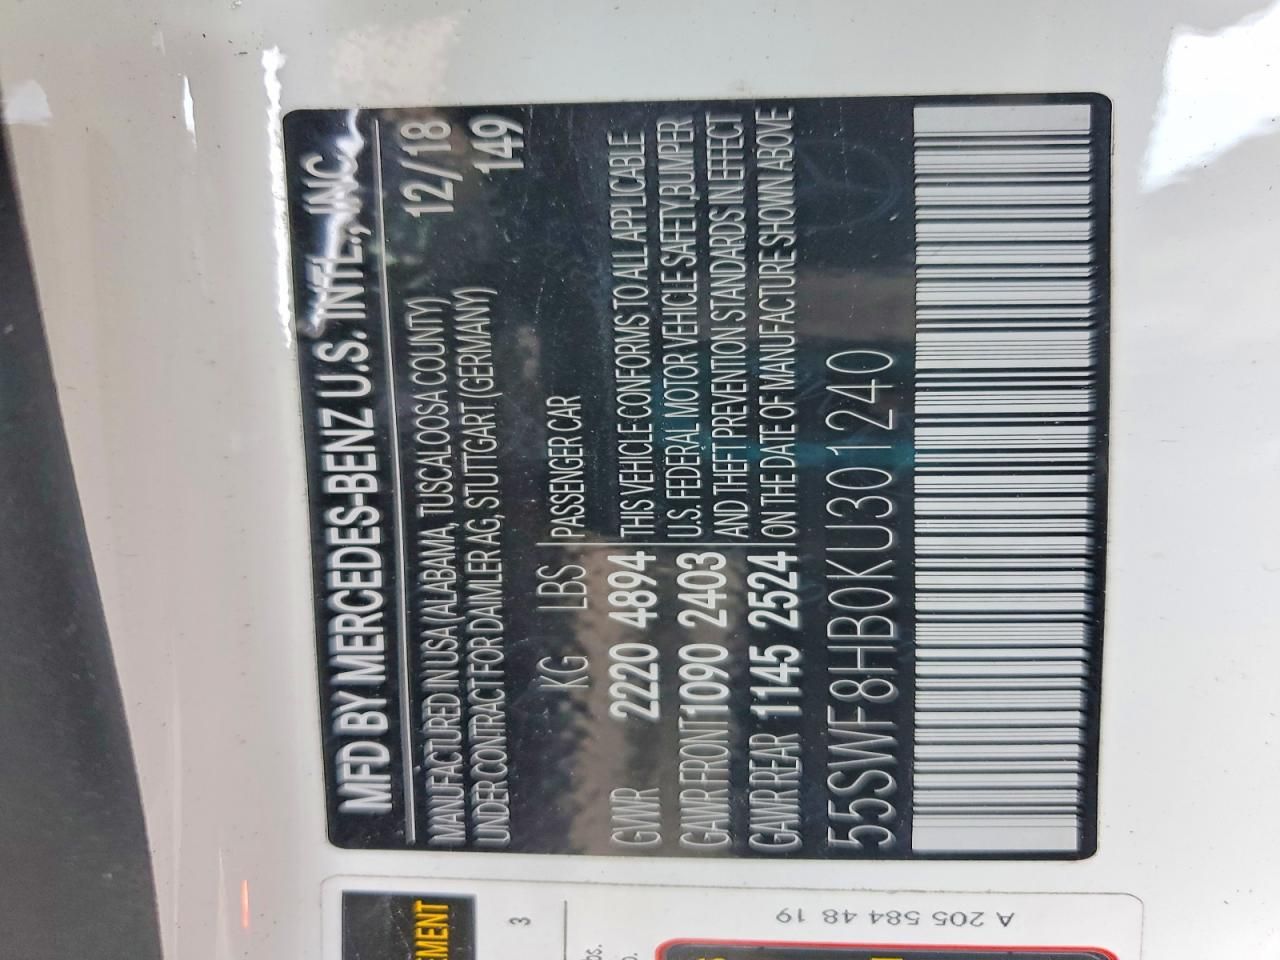 MFD BY MERCEDES-BENZ U.S. INTL., INC.
MANUFACTURED IN USA (ALABAMA, TUSCALOOSA COUNTY) 12/18
UNDER CONTRACT FOR DAIMLER AG, STUTTGART (GERMANY) 149
KG LBS PASSENGER CAR
GVWR 2220 4894 THIS VEHICLE CONFORMS TO ALL APPLICABLE
GAWR FRONT 1090 2403 U.S. FEDERAL MOTOR VEHICLE SAFETY, BUMPER
AND THEFT PREVENTION STANDARDS IN EFFECT
GAWR REAR 1145 2524 ON THE DATE OF MANUFACTURE SHOWN ABOVE
55SWF8HB0KU301240
A 205 584 48 19
EMENT
3